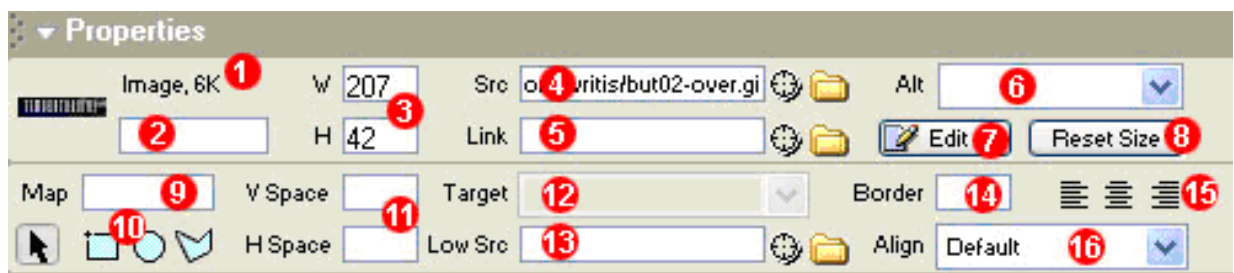 Properties
Image, 6K 1 W 207 Src 4 vritis/but02-over.gi Alt 6
2 3 H 42 Link 5 Edit 7 Reset Size 8
Map 9 V Space 11 Target 12 Border 14 15
10 H Space Low Src 13 Align Default 16